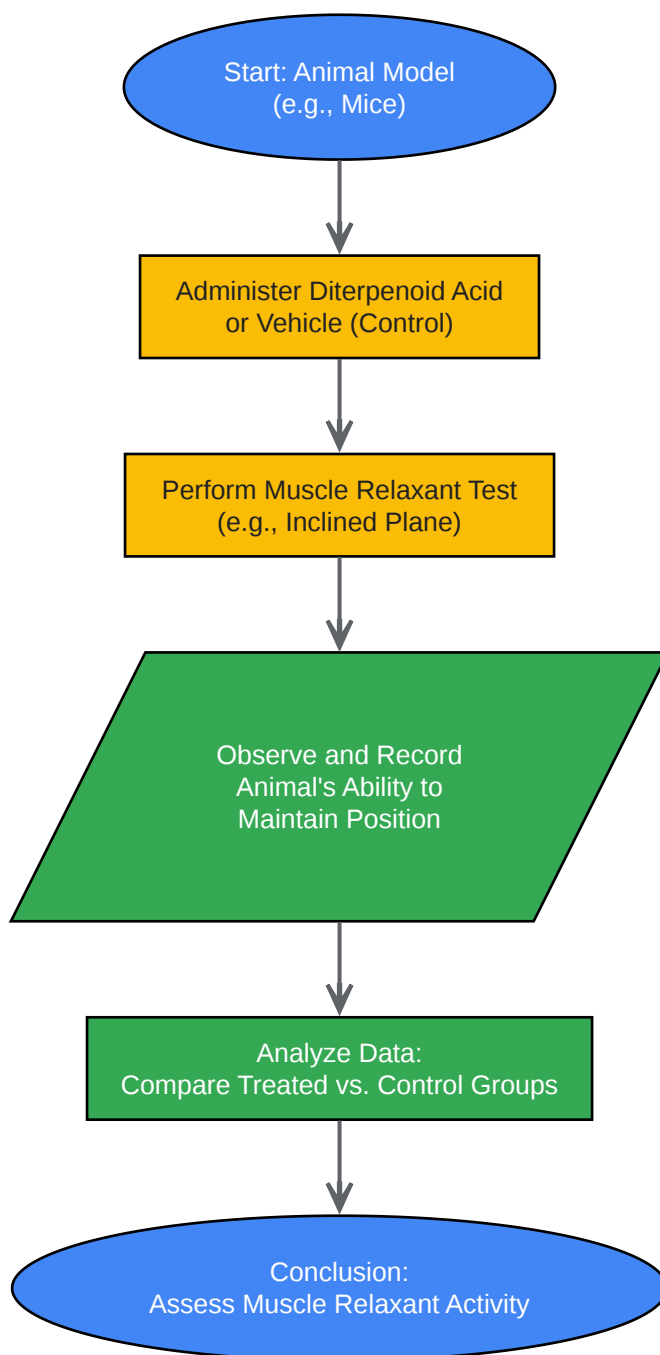 Start: Animal Model
(e.g., Mice)
Administer Diterpenoid Acid
or Vehicle (Control)
Perform Muscle Relaxant Test
(e.g., Inclined Plane)
Observe and Record
Animal's Ability to
Maintain Position
Analyze Data:
Compare Treated vs. Control Groups
Conclusion:
Assess Muscle Relaxant Activity